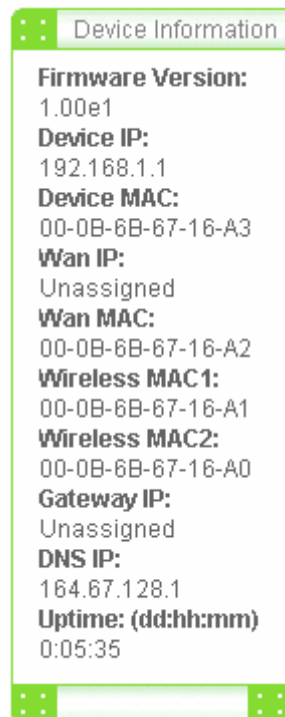 Device Information
Firmware Version:
1.00e1
Device IP:
192.168.1.1
Device MAC:
00-0B-6B-67-16-A3
Wan IP:
Unassigned
Wan MAC:
00-0B-6B-67-16-A2
Wireless MAC1:
00-0B-6B-67-16-A1
Wireless MAC2:
00-0B-6B-67-16-A0
Gateway IP:
Unassigned
DNS IP:
164.67.128.1
Uptime: (dd:hh:mm)
0:05:35